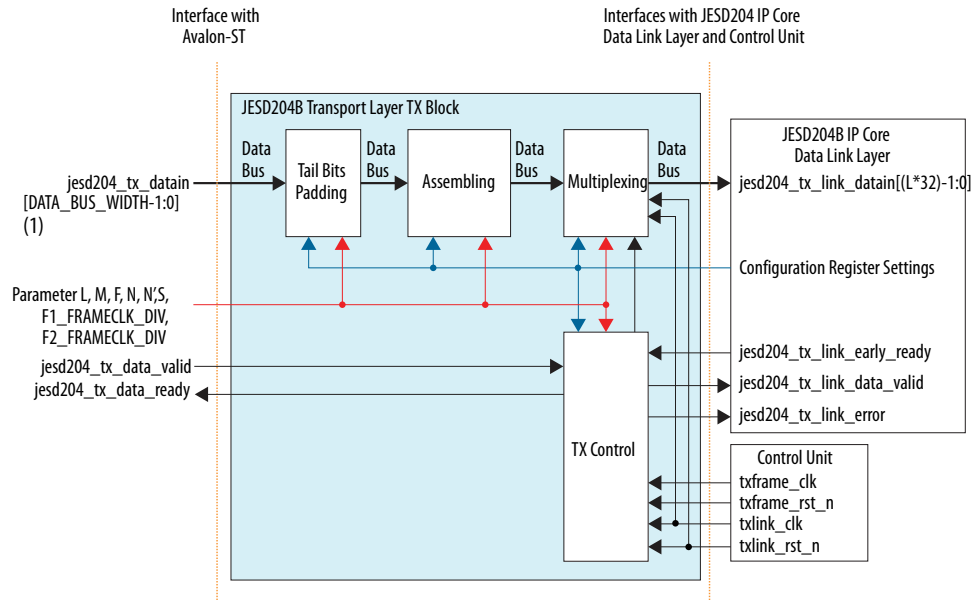 Interface with
Avalon-ST
Interfaces with JESD204 IP Core
Data Link Layer and Control Unit
JESD204B Transport Layer TX Block
Data
Bus
Tail Bits
Padding
Data
Bus
Assembling
Data
Bus
Multiplexing
Data
Bus
jesd204_tx_datain
[DATA_BUS_WIDTH-1:0]
(1)
JESD204B IP Core
Data Link Layer
jesd204_tx_link_datain[(L*32)-1:0]
Configuration Register Settings
Parameter L, M, F, N, N',S,
F1_FRAMECLK_DIV,
F2_FRAMECLK_DIV
jesd204_tx_data_valid
jesd204_tx_data_ready
TX Control
jesd204_tx_link_early_ready
jesd204_tx_link_data_valid
jesd204_tx_link_error
Control Unit
txframe_clk
txframe_rst_n
txlink_clk
txlink_rst_n